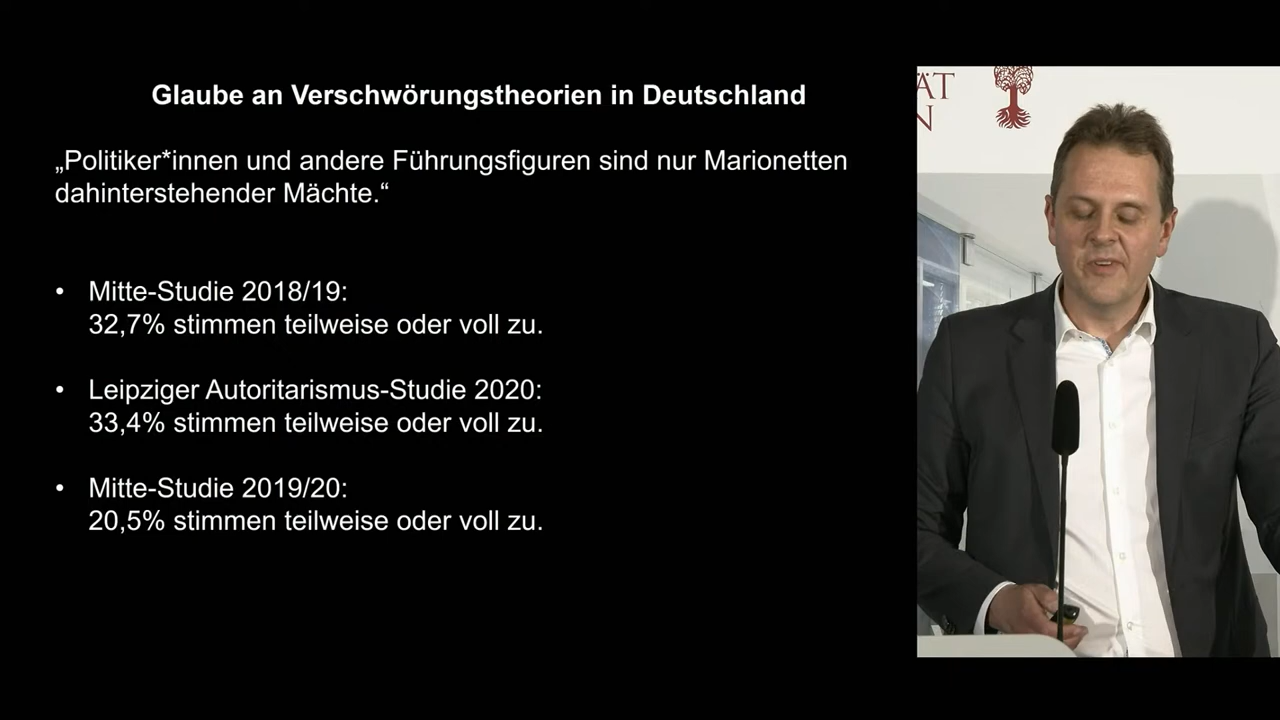 Glaube an Verschwörungstheorien in Deutschland
„Politiker*innen und andere Führungsfiguren sind nur Marionetten
dahinterstehender Mächte.“
• Mitte-Studie 2018/19:
32,7% stimmen teilweise oder voll zu.
• Leipziger Autoritarismus-Studie 2020:
33,4% stimmen teilweise oder voll zu.
• Mitte-Studie 2019/20:
20,5% stimmen teilweise oder voll zu.
ÄT
N